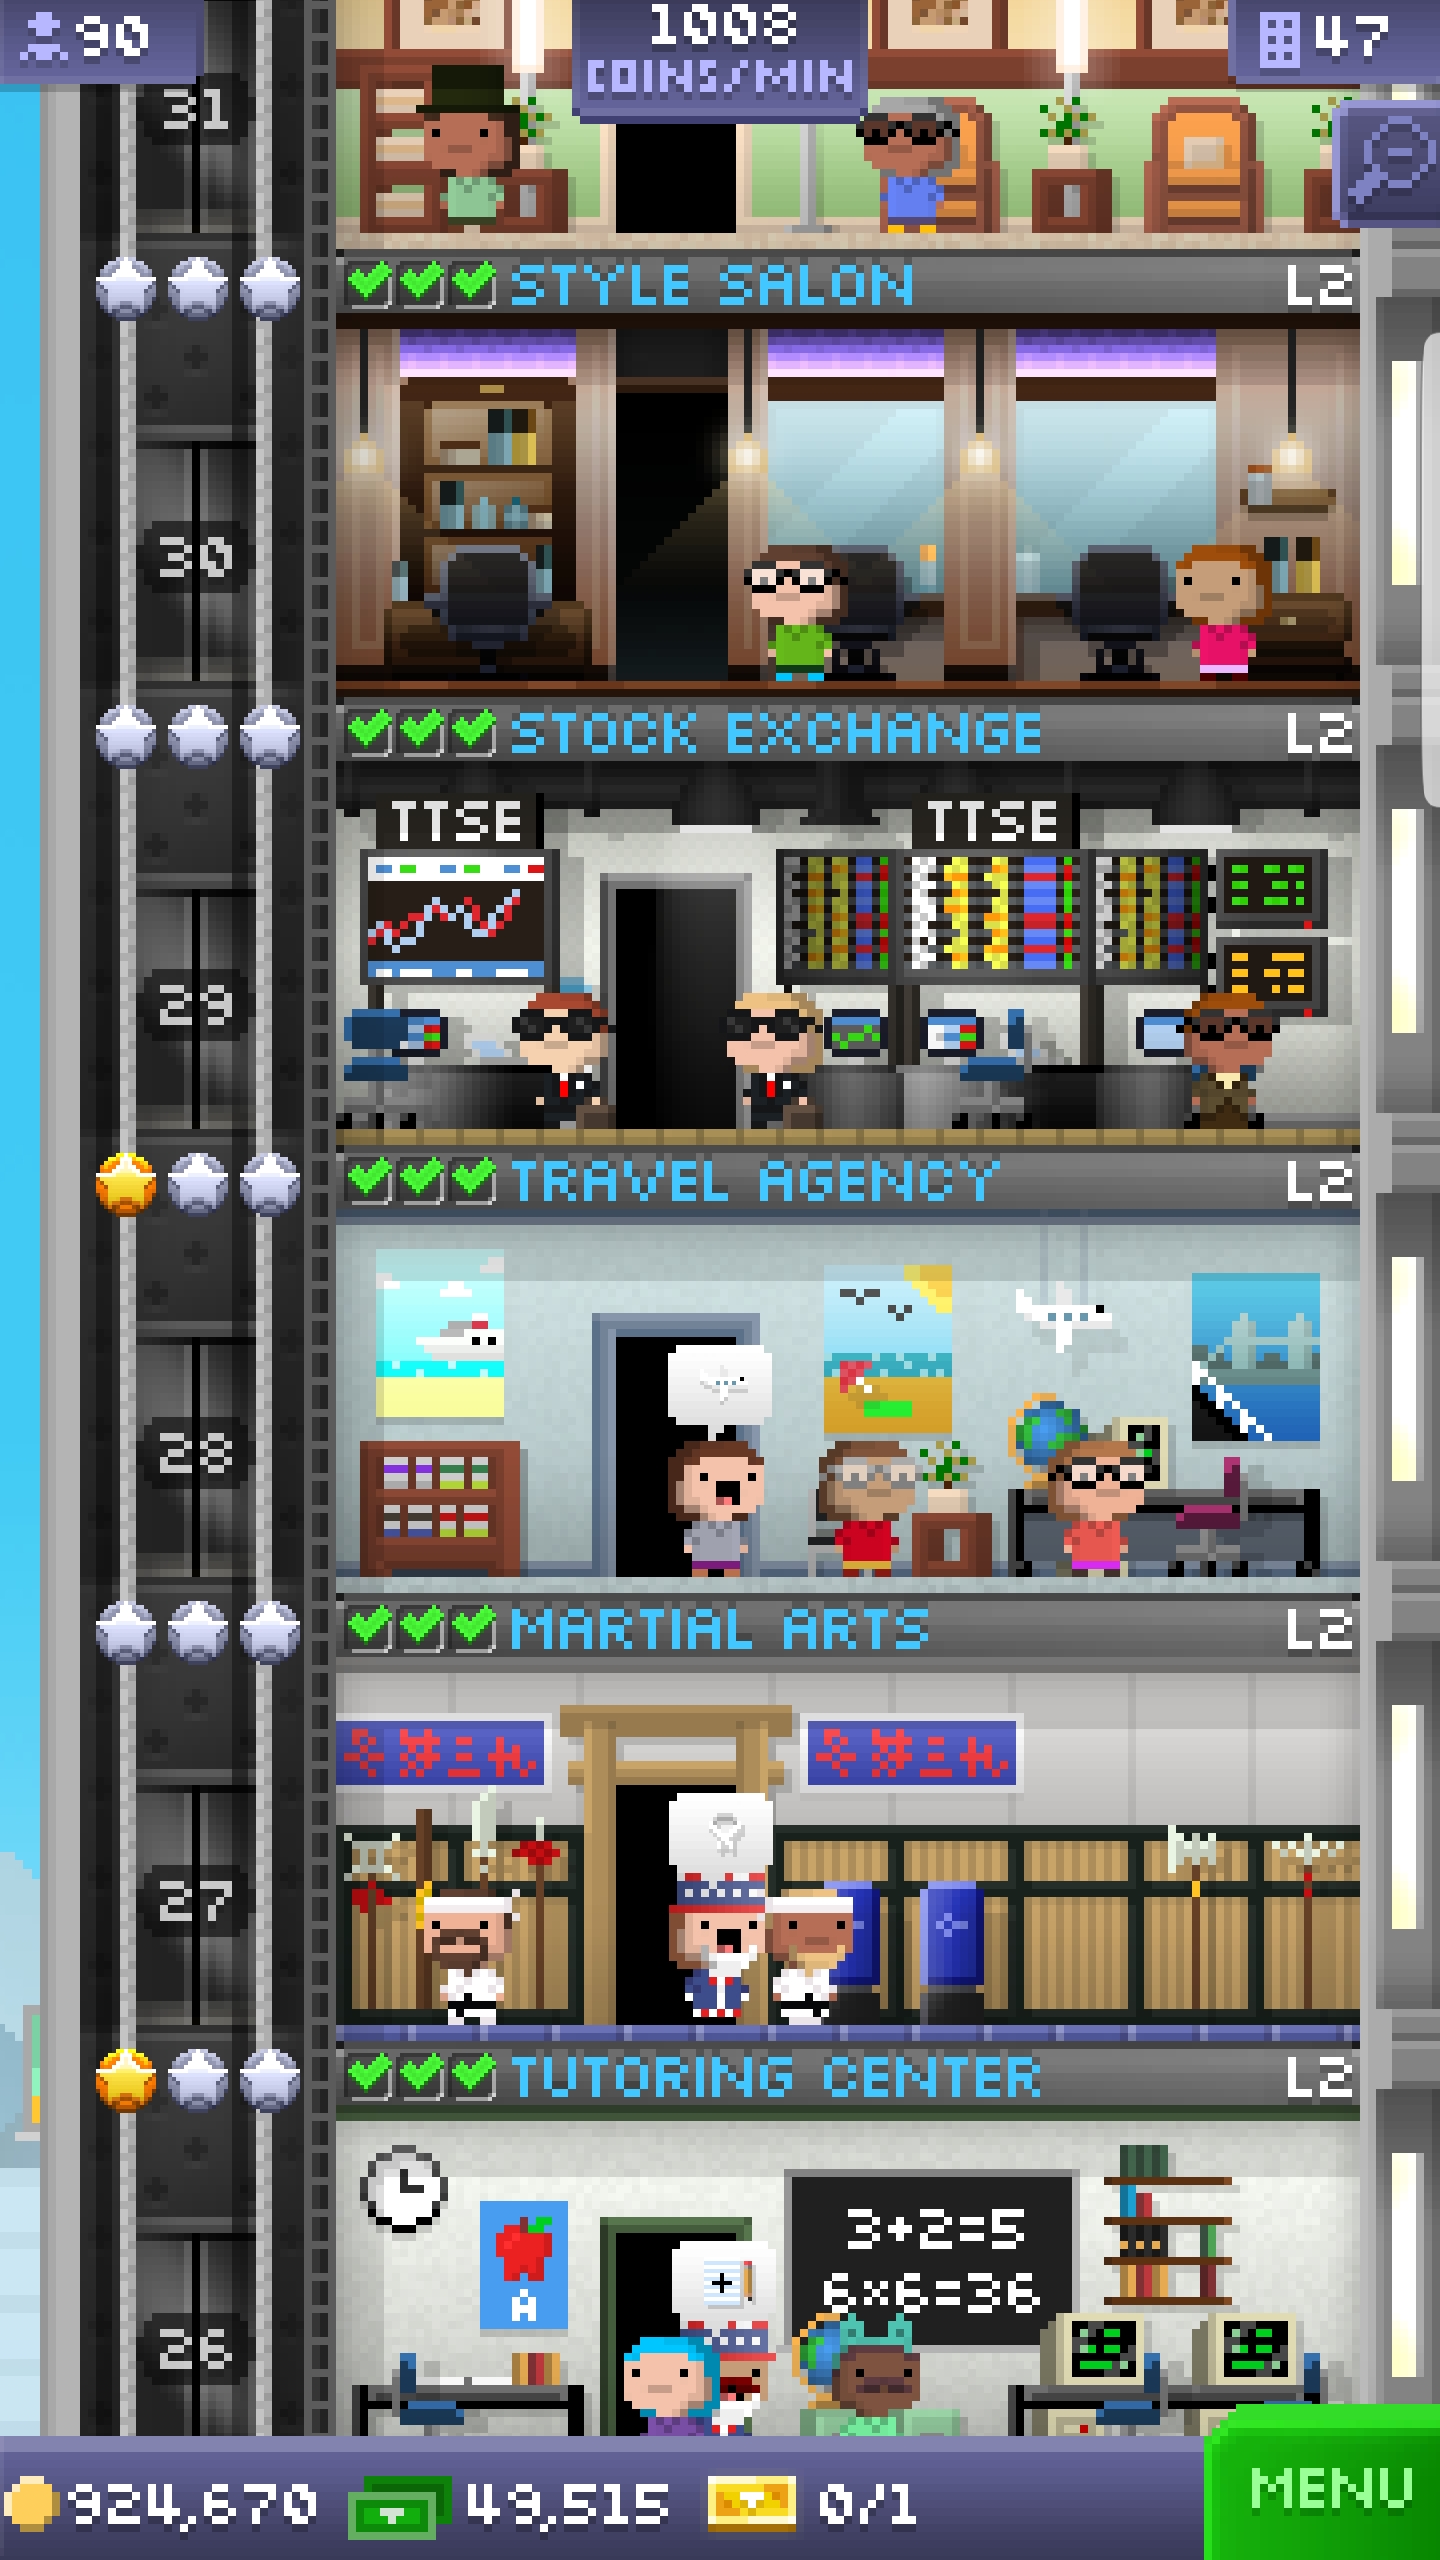 90
1008
COINS/MIN
47
31
STYLE SALON L2
30
STOCK EXCHANGE L2
TTSE TTSE
29
TRAVEL AGENCY L2
28
MARTIAL ARTS L2
27
TUTORING CENTER L2
3+2=5
6×6=36
A
26
924,670 49,515 0/1 MENU